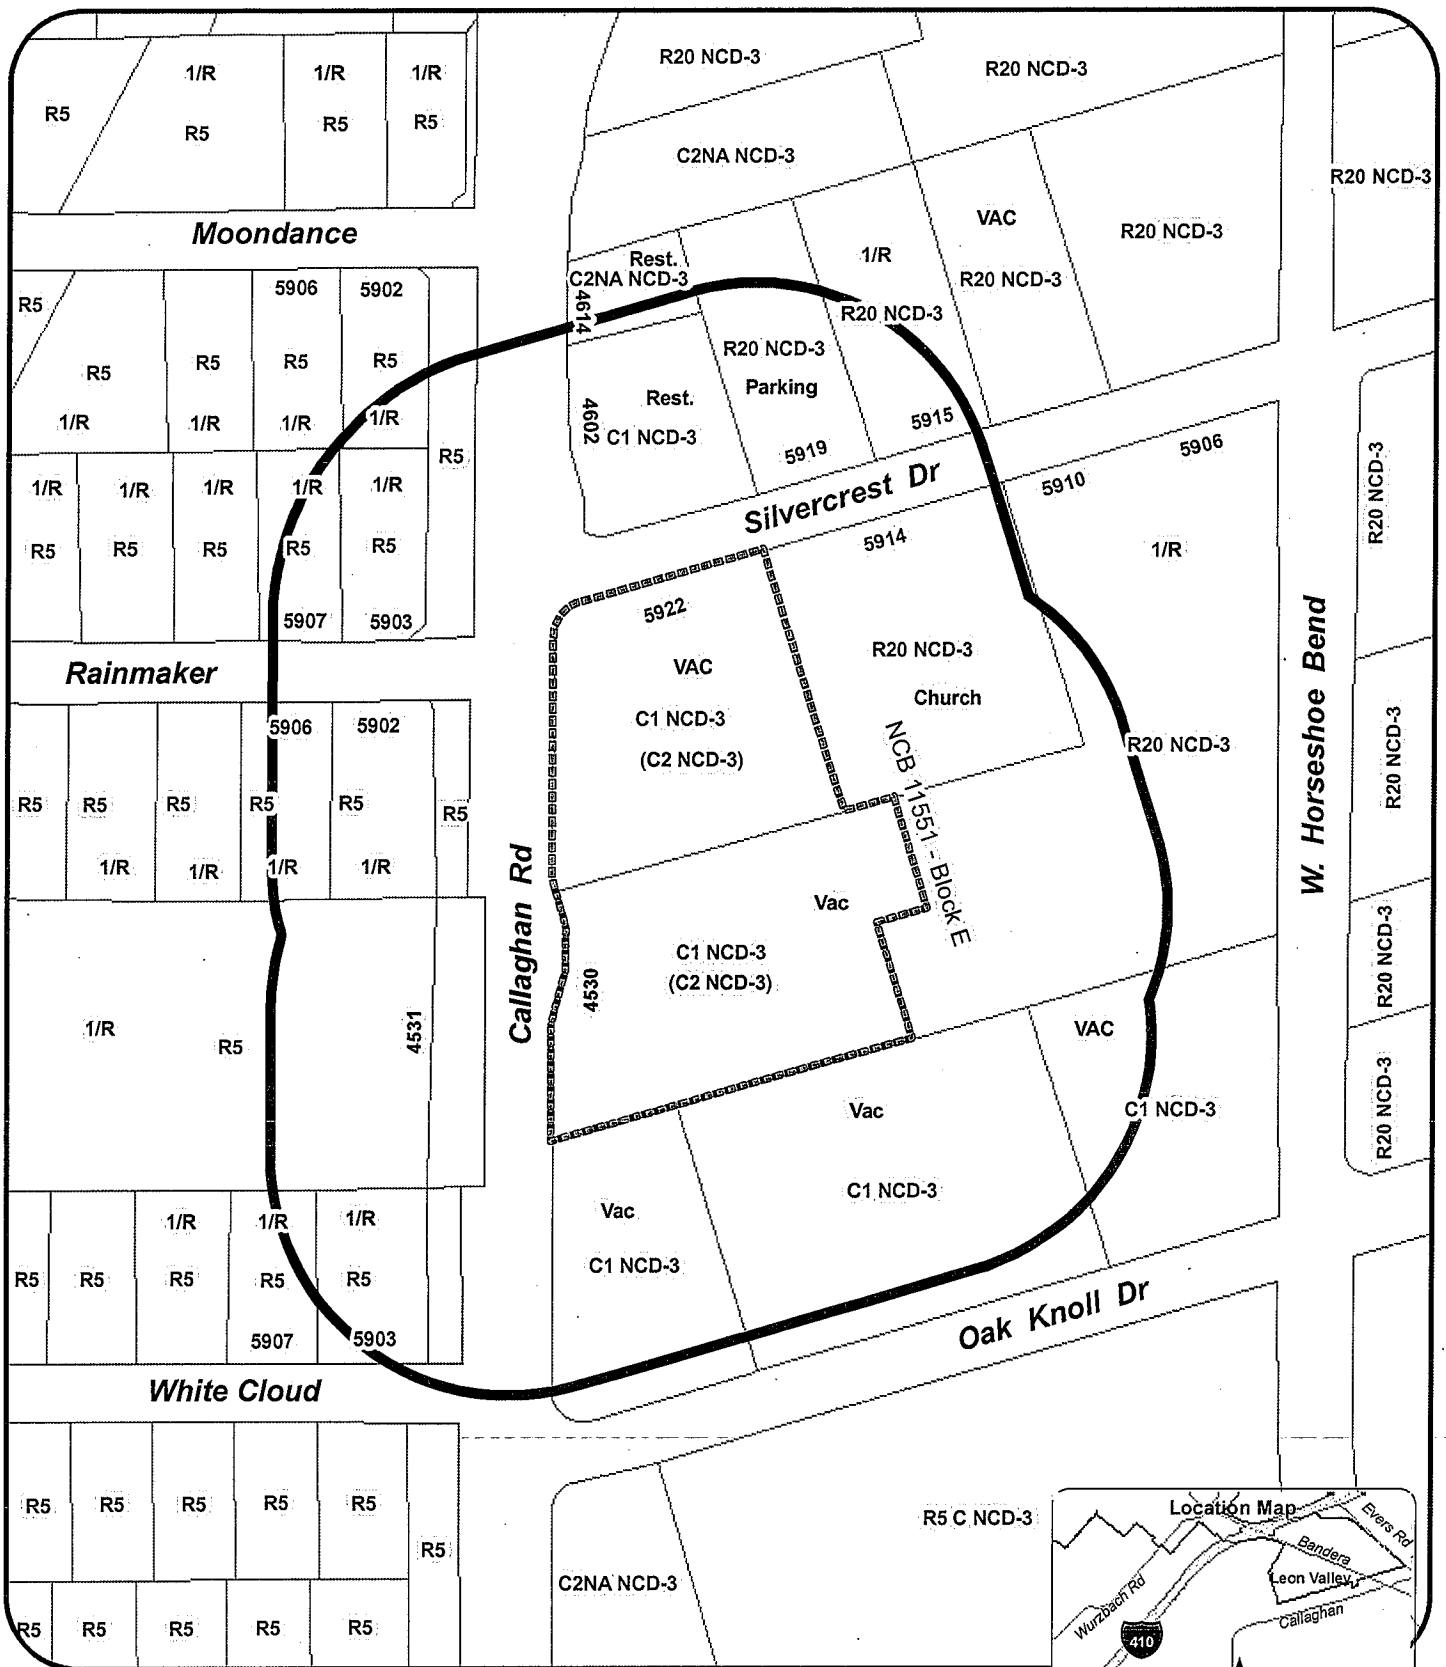 R20 NCD-3
R20 NCD-3
1/R
1/R
1/R
R5
R5
R5
R5
C2NA NCD-3
R20 NCD-3
Moondance
VAC
R20 NCD-3
1/R
R20 NCD-3
Rest.
C2NA NCD-3
4614
R20 NCD-3
5906
5902
R5
R5
R5
R5
R5
1/R
1/R
1/R
1/R
R20 NCD-3
Parking
Rest.
C1 NCD-3
4602
5919
5915
Silvercrest Dr
R5
1/R
1/R
1/R
1/R
1/R
R5
R5
R5
R5
R5
5907
5903
5906
5910
5914
1/R
R20 NCD-3
Rainmaker
5922
VAC
C1 NCD-3
(C2 NCD-3)
R20 NCD-3
Church
R20 NCD-3
NCB 11551 - Block E
W. Horseshoe Bend
R20 NCD-3
5906
5902
R5
R5
R5
R5
R5
R5
1/R
1/R
1/R
1/R
Callaghan Rd
Vac
C1 NCD-3
(C2 NCD-3)
4530
R20 NCD-3
1/R
R5
4531
VAC
C1 NCD-3
R20 NCD-3
Vac
C1 NCD-3
Vac
C1 NCD-3
1/R
1/R
1/R
R5
R5
R5
R5
R5
5907
5903
Oak Knoll Dr
White Cloud
R5
R5
R5
R5
R5
R5
R5 C NCD-3
C2NA NCD-3
R5
R5
R5
R5
R5
Location Map
Evers Rd
Bandera
Leon Valley
Wurzbach Rd
Callaghan
410